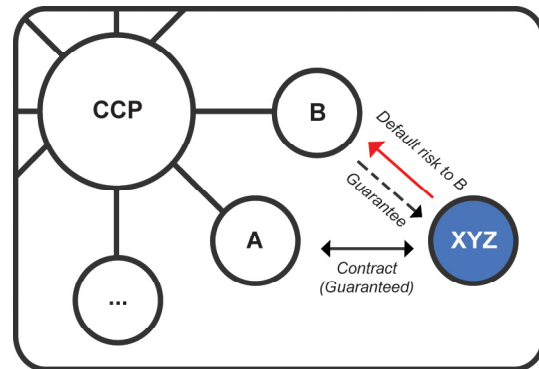 CCP
B
Default risk to B
Guarantee
A
XYZ
Contract
(Guaranteed)
...